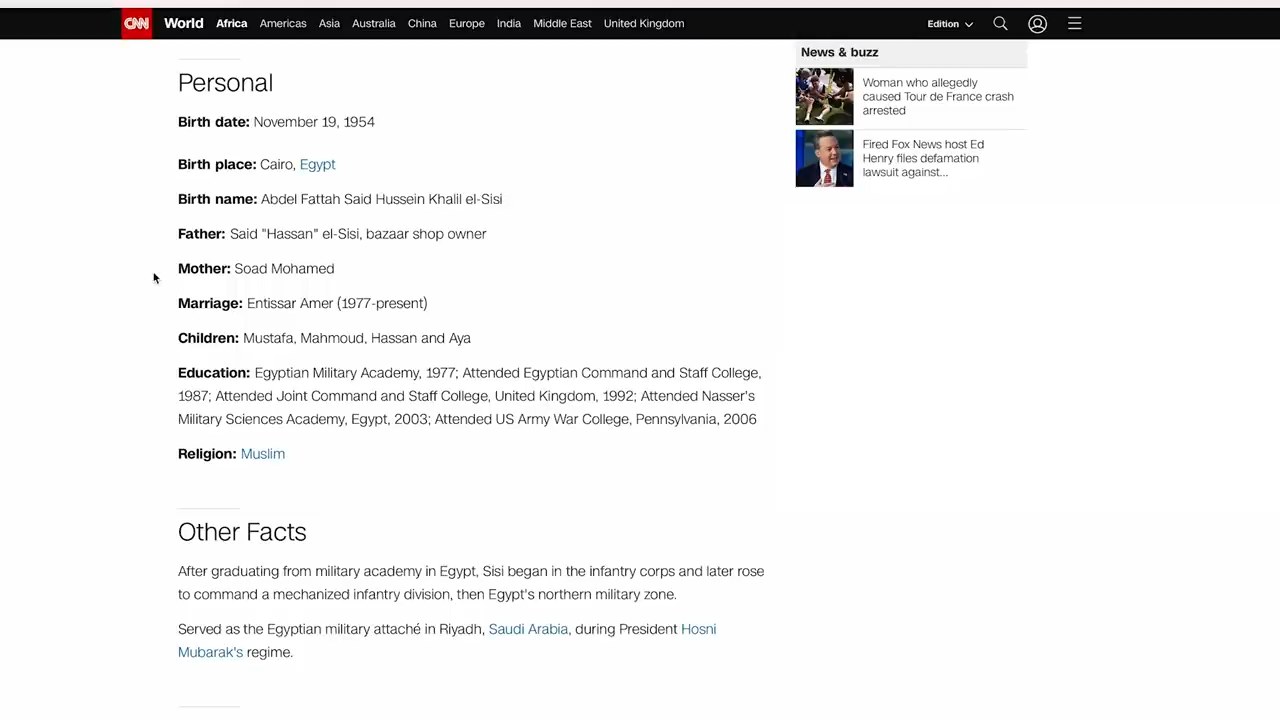 CNN World Africa Americas Asia Australia China Europe India Middle East United Kingdom Edition
Personal
Birth date: November 19, 1954
Birth place: Cairo, Egypt
Birth name: Abdel Fattah Said Hussein Khalil el-Sisi
Father: Said "Hassan" el-Sisi, bazaar shop owner
Mother: Soad Mohamed
Marriage: Entissar Amer (1977-present)
Children: Mustafa, Mahmoud, Hassan and Aya
Education: Egyptian Military Academy, 1977; Attended Egyptian Command and Staff College,
1987; Attended Joint Command and Staff College, United Kingdom, 1992; Attended Nasser's
Military Sciences Academy, Egypt, 2003; Attended US Army War College, Pennsylvania, 2006
Religion: Muslim
Other Facts
After graduating from military academy in Egypt, Sisi began in the infantry corps and later rose
to command a mechanized infantry division, then Egypt's northern military zone.
Served as the Egyptian military attaché in Riyadh, Saudi Arabia, during President Hosni
Mubarak's regime.
News & buzz
Woman who allegedly
caused Tour de France crash
arrested
Fired Fox News host Ed
Henry files defamation
lawsuit against...